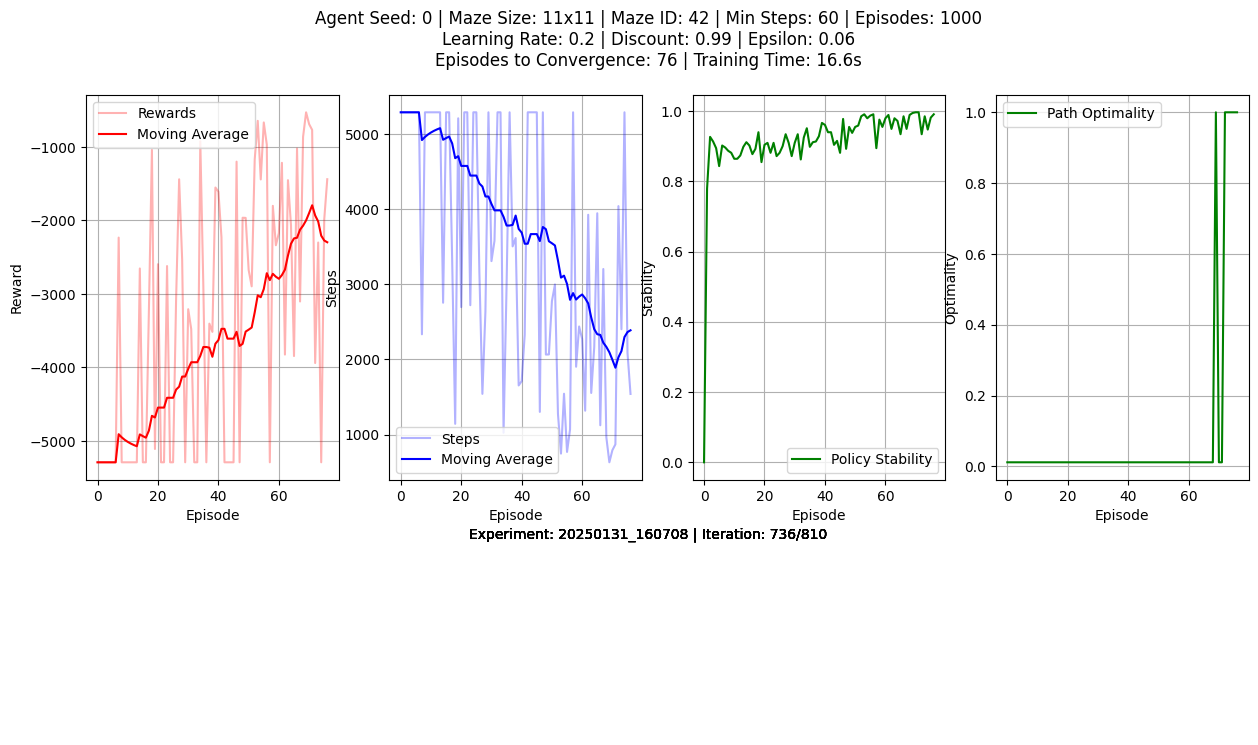 Agent Seed: 0 | Maze Size: 11x11 | Maze ID: 42 | Min Steps: 60 | Episodes: 1000
Learning Rate: 0.2 | Discount: 0.99 | Epsilon: 0.06
Episodes to Convergence: 76 | Training Time: 16.6s
Rewards
Moving Average
Reward
−1000
−2000
−3000
−4000
−5000
0
20
40
60
Episode
Steps
5000
4000
3000
2000
1000
Steps
Moving Average
0
20
40
60
Episode
Stability
1.0
0.8
0.6
0.4
0.2
0.0
Policy Stability
0
20
40
60
Episode
Path Optimality
Optimality
1.0
0.8
0.6
0.4
0.2
0.0
0
20
40
60
Episode
Experiment: 20250131_160708 | Iteration: 736/810